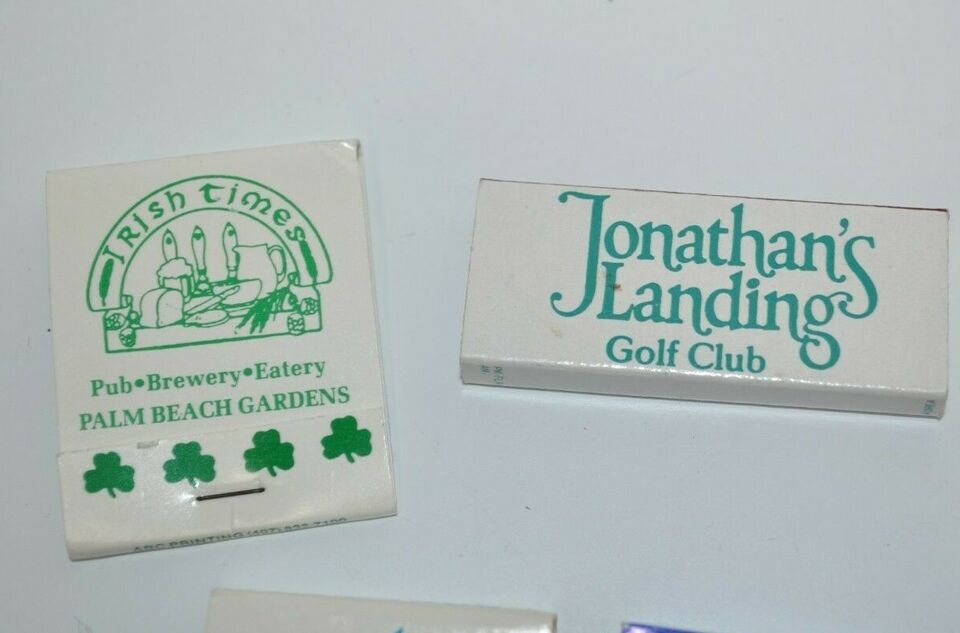 Irish Times
Pub•Brewery•Eatery
PALM BEACH GARDENS
Jonathan's
Landing
Golf Club